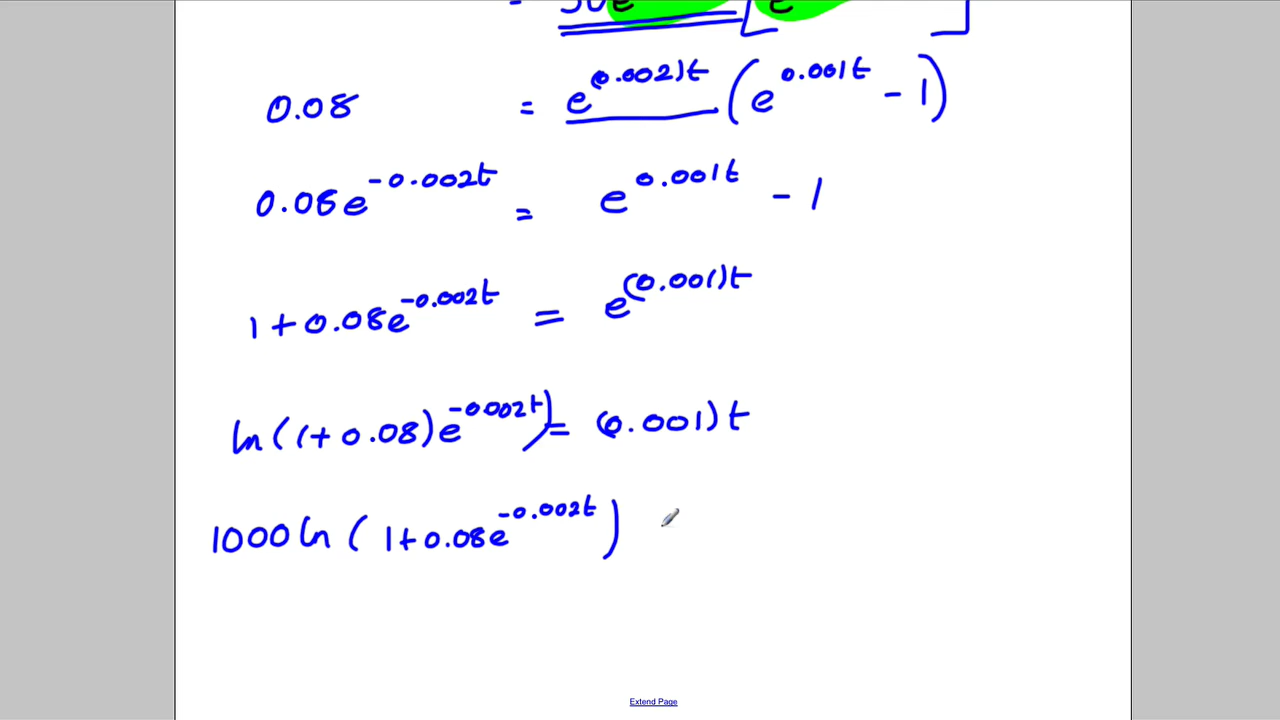 = 50e [e ]
0.08 = e^(0.002)t (e^0.001t - 1)
0.08e^-0.002t = e^0.001t - 1
1 + 0.08e^-0.002t = e^(0.001)t
ln((1+0.08)e^-0.002t) = (0.001)t
1000 ln(1+0.08e^-0.002t)
Extend Page